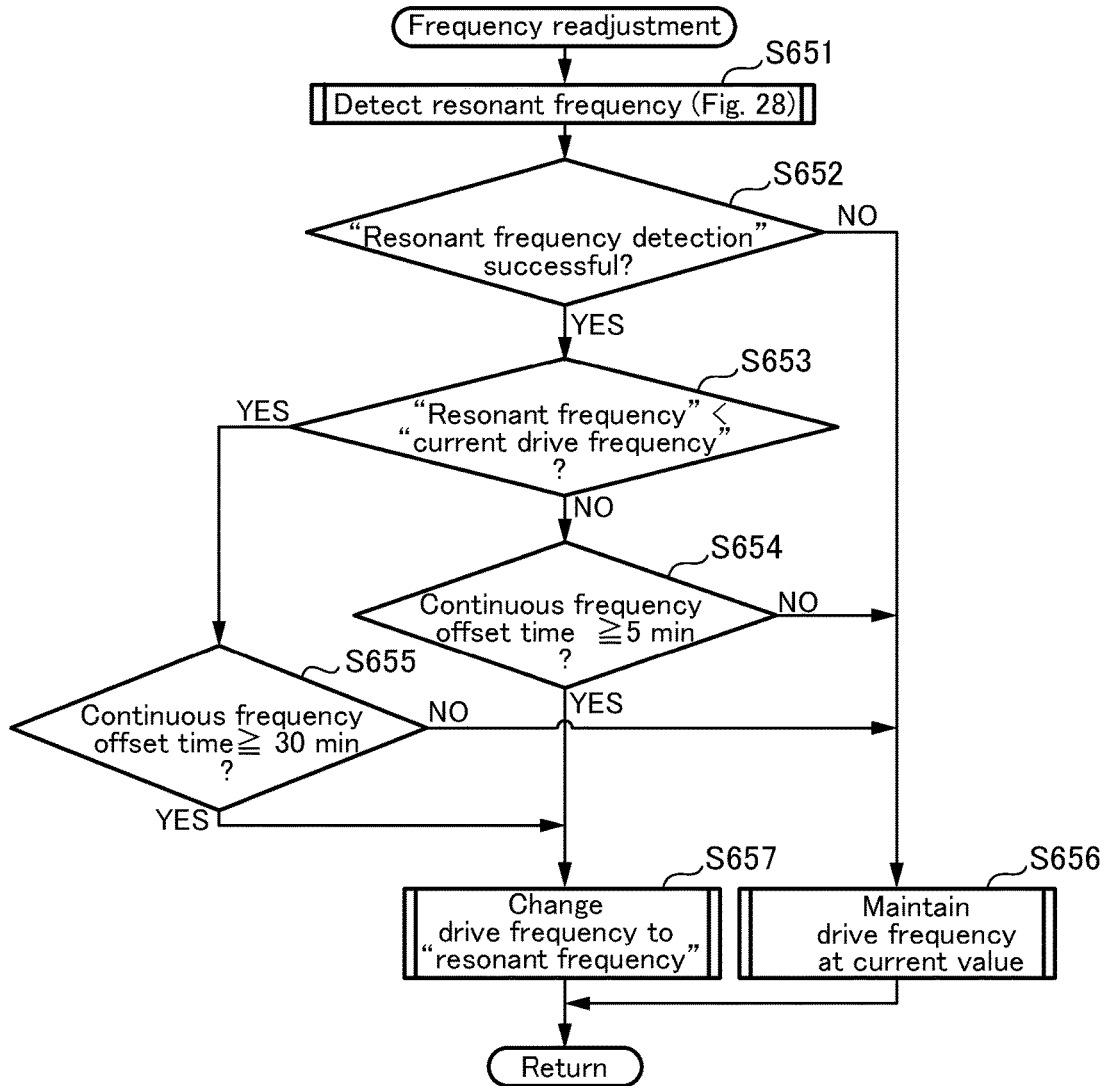 Frequency readjustment
S651
Detect resonant frequency (Fig. 28)
S652
NO
“Resonant frequency detection”
successful?
YES
S653
YES
“Resonant frequency” <
“current drive frequency”
?
NO
S654
Continuous frequency
offset time ≧5 min
?
NO
YES
S655
Continuous frequency
offset time≧ 30 min
?
NO
YES
S657
Change
drive frequency to
“resonant frequency”
S656
Maintain
drive frequency
at current value
Return